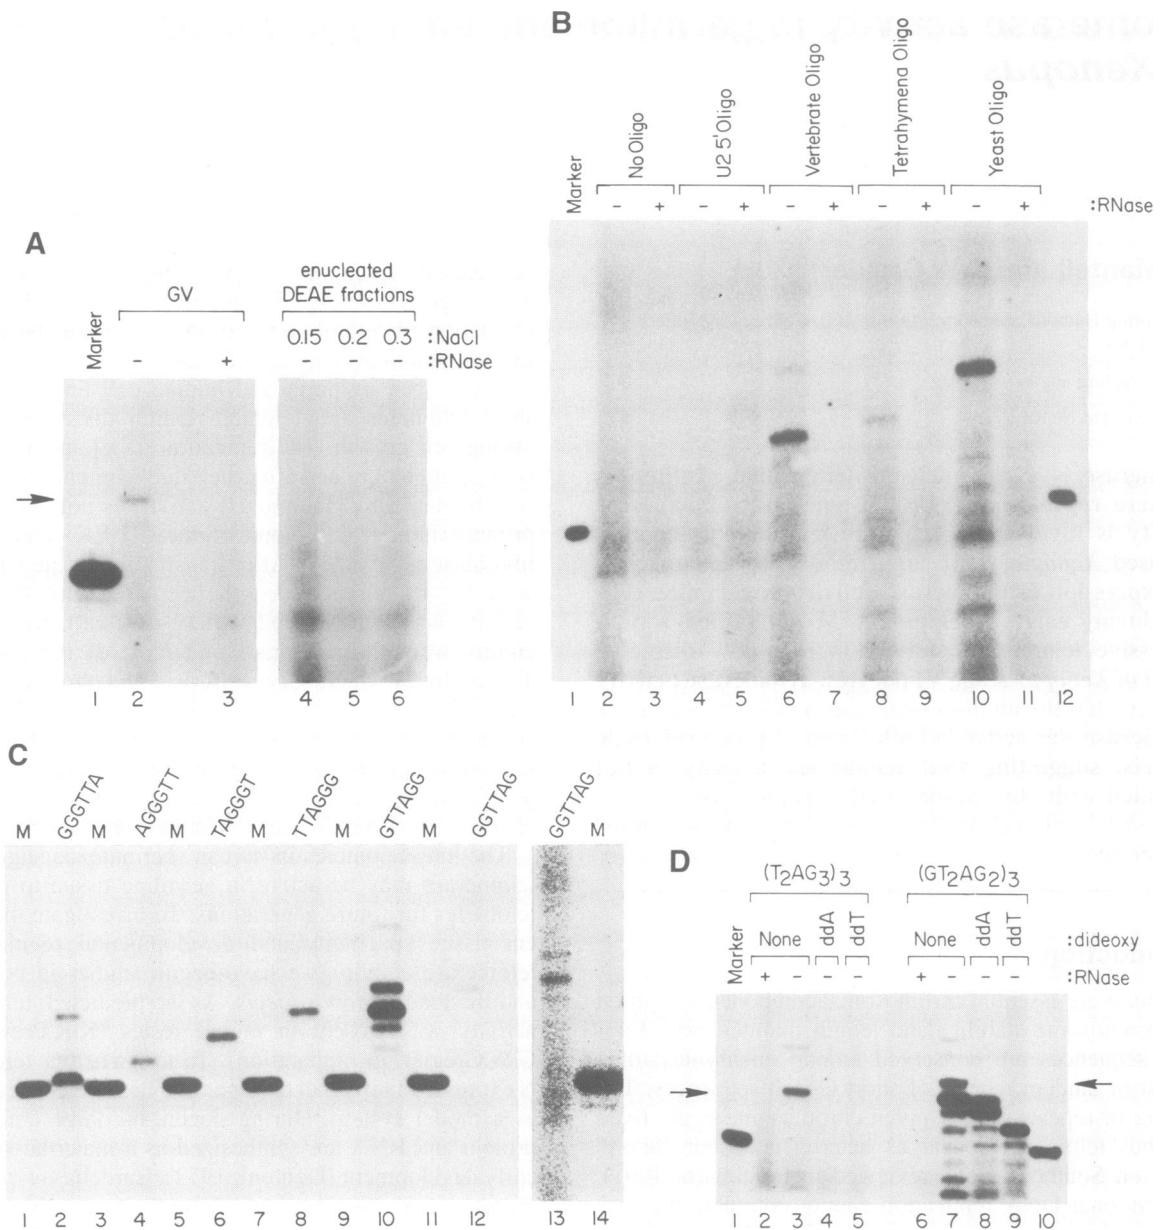 Xenopus
B
Marker
No Oligo
U2 5' Oligo
Vertebrate Oligo
Tetrahymena Oligo
Yeast Oligo
- + - + - + - + - + :RNase
1 2 3 4 5 6 7 8 9 10 11 12
A
enucleated
GV DEAE fractions
Marker
0.15 0.2 0.3 :NaCl
- + - - - :RNase
1 2 3 4 5 6
C
M GGGTTA M AGGGTT M TAGGGT M TTAGGG M GTTAGG M GGTTAG GGTTAG M
1 2 3 4 5 6 7 8 9 10 11 12 13 14
D
(T2AG3)3 (GT2AG2)3
Marker
None ddA ddT None ddA ddT :dideoxy
+ - - - + - - - :RNase
1 2 3 4 5 6 7 8 9 10